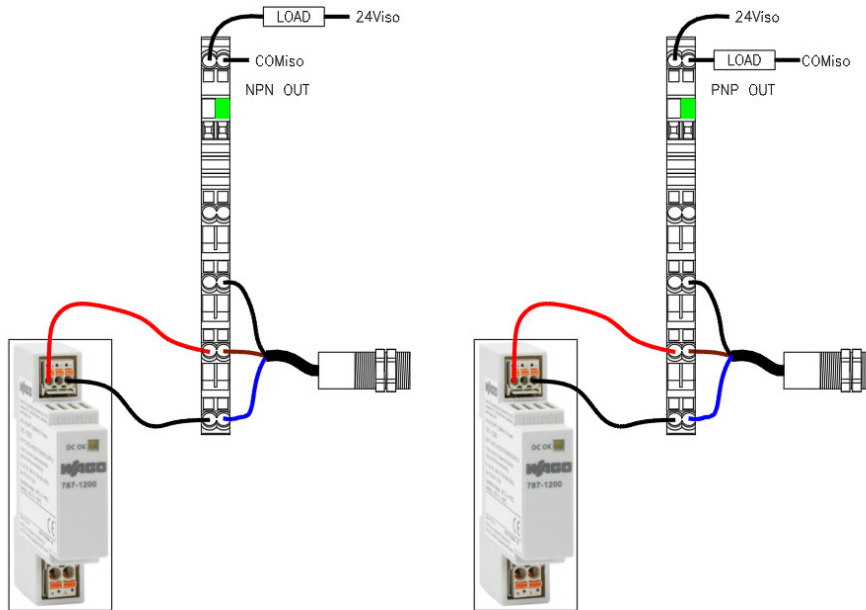 LOAD 24Viso
COMiso
NPN OUT
DC OK
WAGO
787-1200
24Viso
LOAD COMiso
PNP OUT
DC OK
WAGO
787-1200